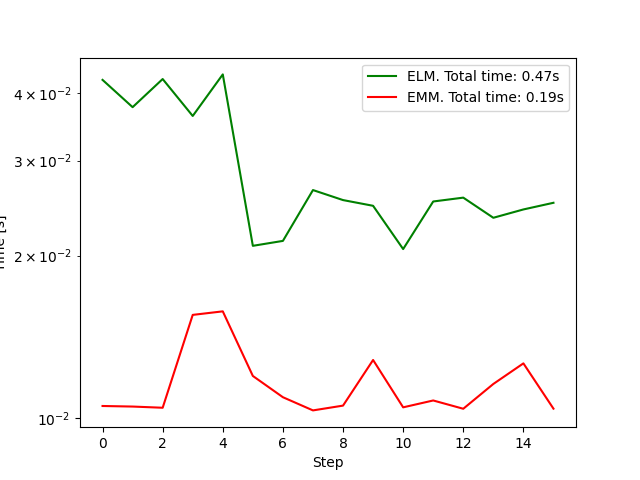 ELM. Total time: 0.47s
EMM. Total time: 0.19s
4 × 10⁻²
3 × 10⁻²
2 × 10⁻²
10⁻²
0 2 4 6 8 10 12 14
Step